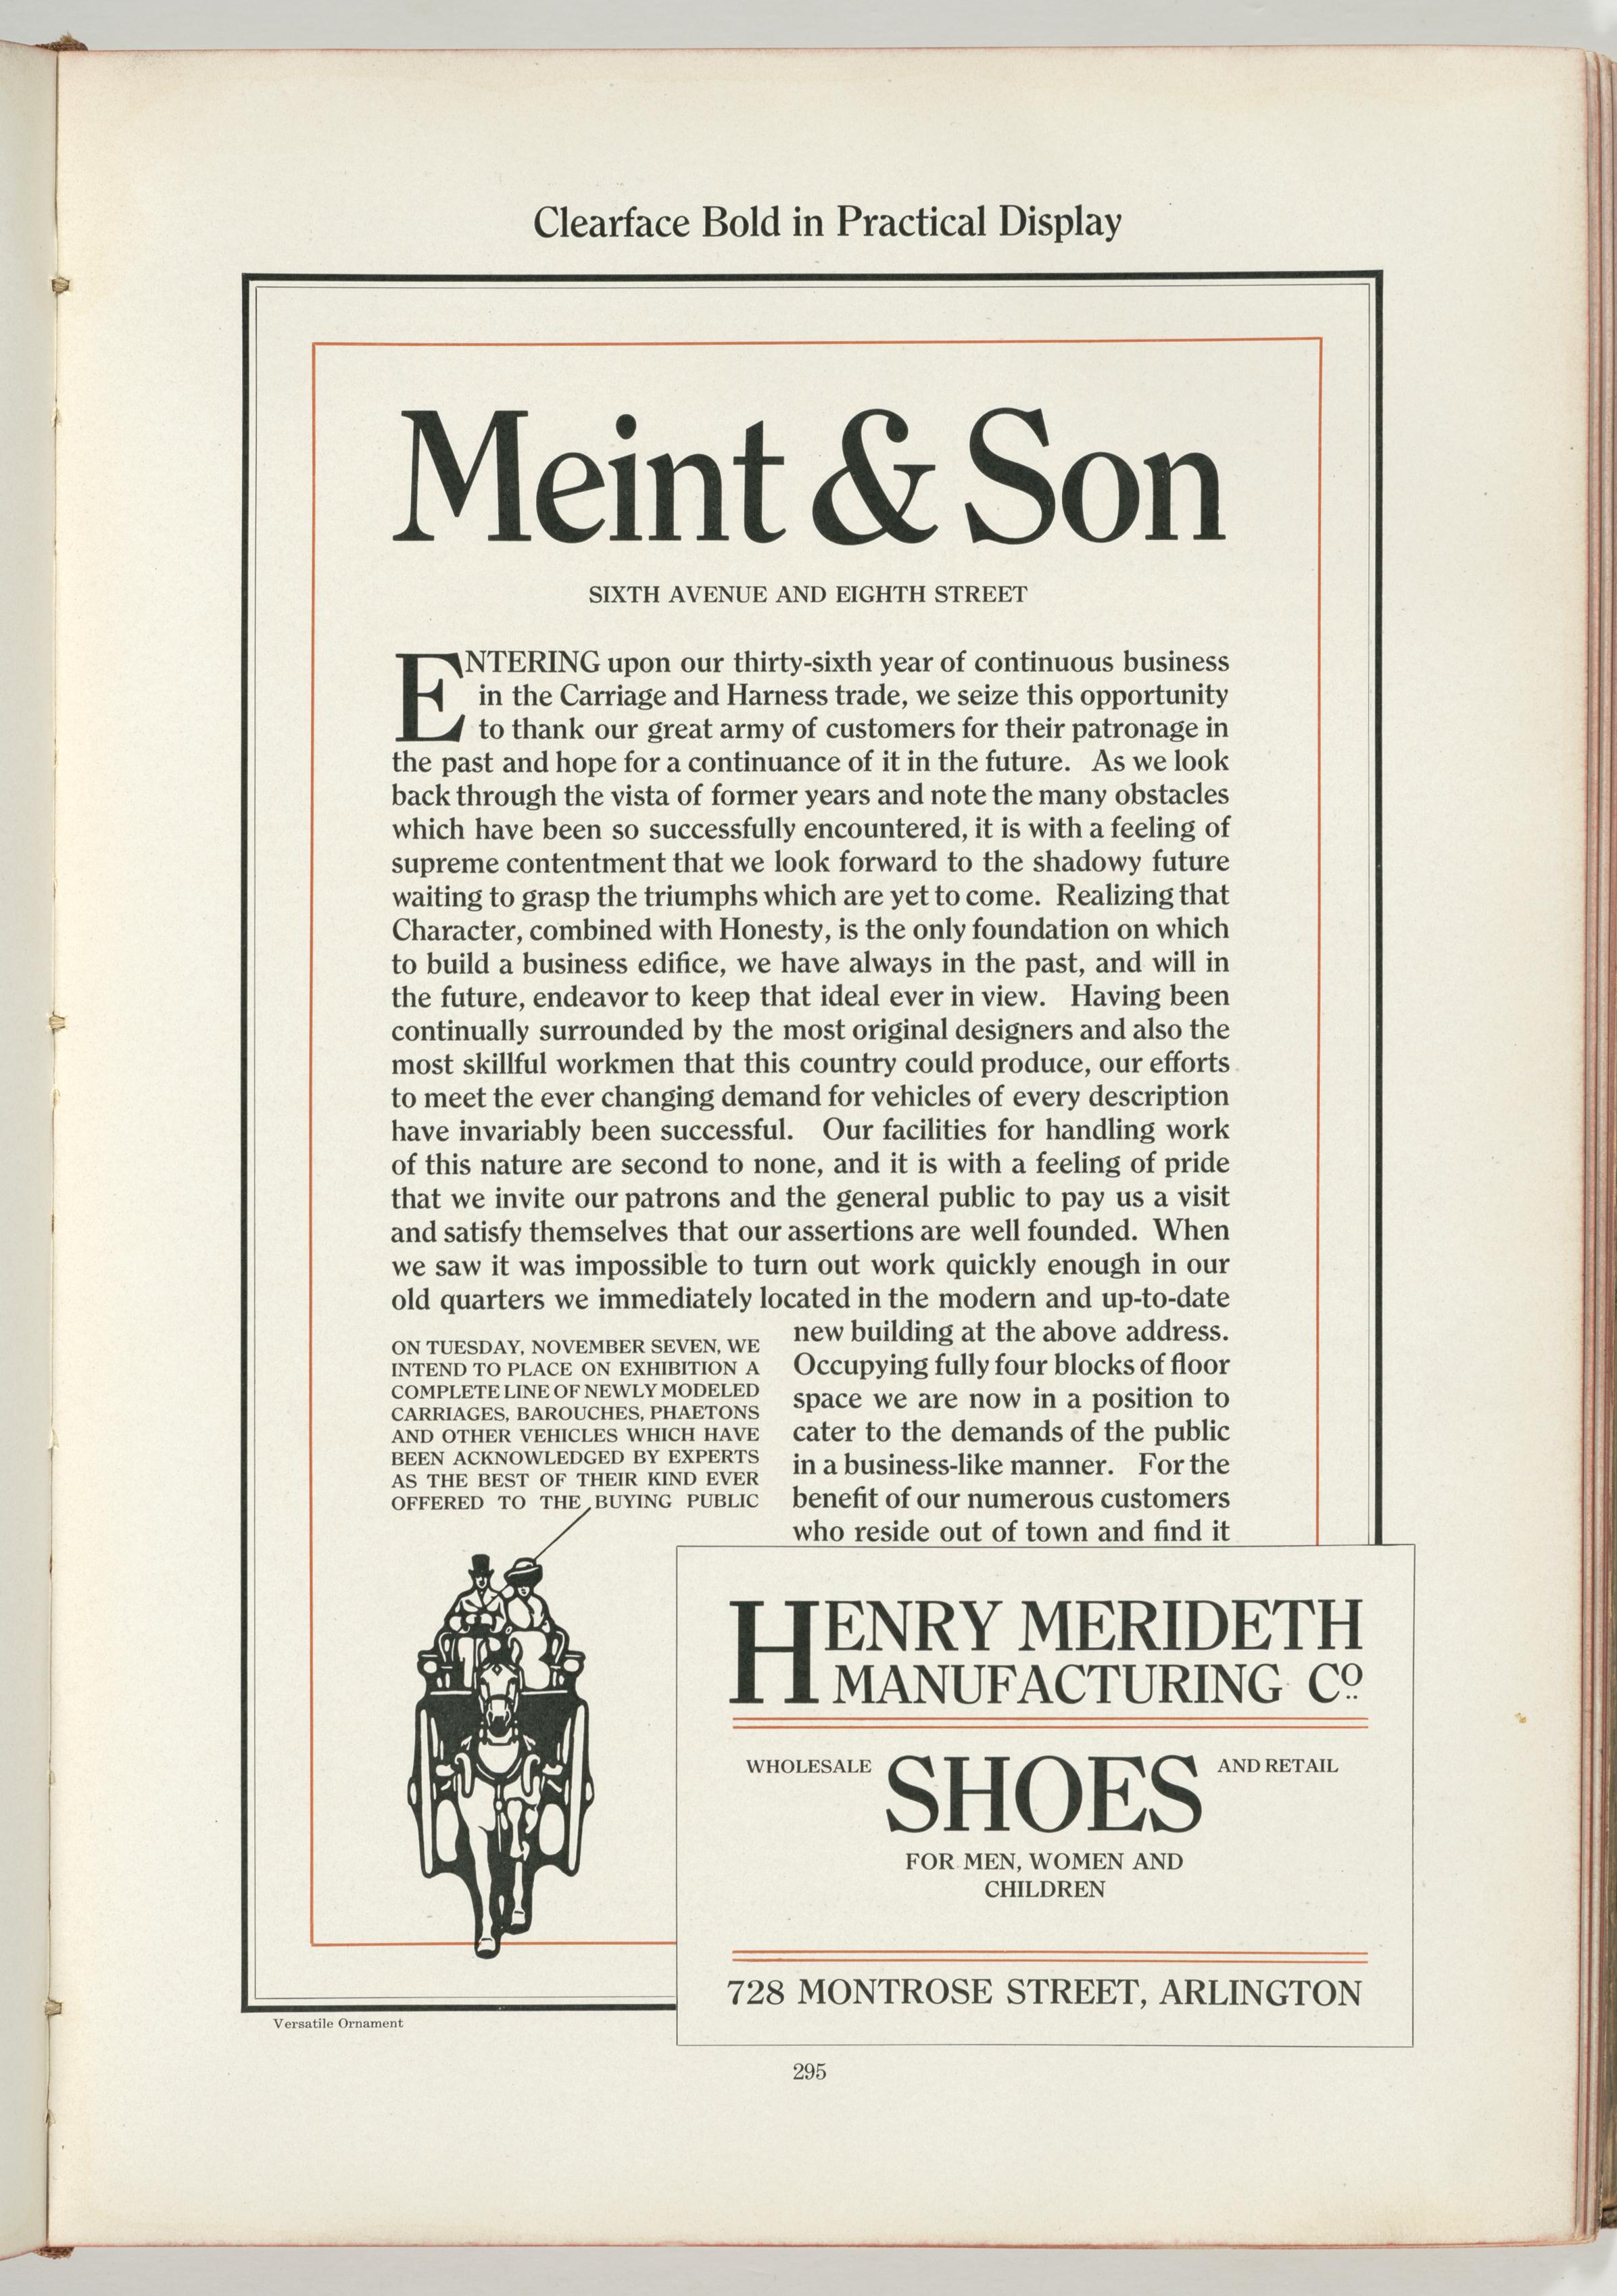 Clearface Bold in Practical Display
Meint & Son
SIXTH AVENUE AND EIGHTH STREET
ENTERING upon our thirty-sixth year of continuous business
in the Carriage and Harness trade, we seize this opportunity
to thank our great army of customers for their patronage in
the past and hope for a continuance of it in the future. As we look
back through the vista of former years and note the many obstacles
which have been so successfully encountered, it is with a feeling of
supreme contentment that we look forward to the shadowy future
waiting to grasp the triumphs which are yet to come. Realizing that
Character, combined with Honesty, is the only foundation on which
to build a business edifice, we have always in the past, and will in
the future, endeavor to keep that ideal ever in view. Having been
continually surrounded by the most original designers and also the
most skillful workmen that this country could produce, our efforts
to meet the ever changing demand for vehicles of every description
have invariably been successful. Our facilities for handling work
of this nature are second to none, and it is with a feeling of pride
that we invite our patrons and the general public to pay us a visit
and satisfy themselves that our assertions are well founded. When
we saw it was impossible to turn out work quickly enough in our
old quarters we immediately located in the modern and up-to-date
new building at the above address.
Occupying fully four blocks of floor
space we are now in a position to
cater to the demands of the public
in a business-like manner. For the
benefit of our numerous customers
who reside out of town and find it
ON TUESDAY, NOVEMBER SEVEN, WE
INTEND TO PLACE ON EXHIBITION A
COMPLETE LINE OF NEWLY MODELED
CARRIAGES, BAROUCHES, PHAETONS
AND OTHER VEHICLES WHICH HAVE
BEEN ACKNOWLEDGED BY EXPERTS
AS THE BEST OF THEIR KIND EVER
OFFERED TO THE BUYING PUBLIC
HENRY MERIDETH
MANUFACTURING Co.
WHOLESALE SHOES AND RETAIL
FOR MEN, WOMEN AND
CHILDREN
728 MONTROSE STREET, ARLINGTON
Versatile Ornament
295